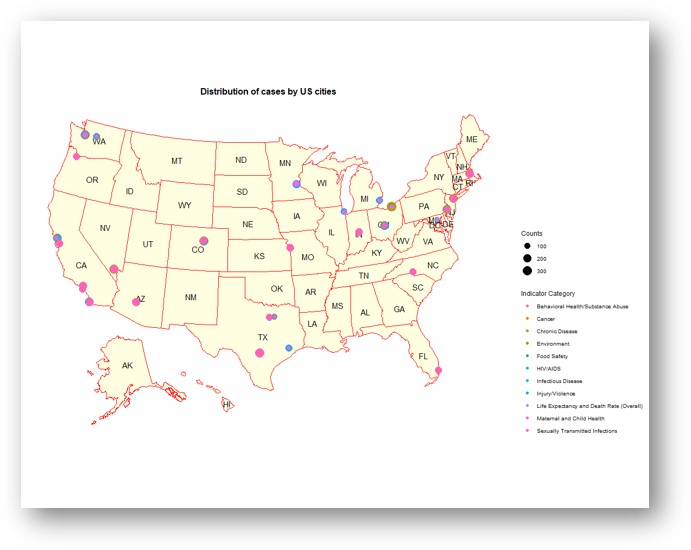 Distribution of cases by US cities
ME
WA
VT
NH
MT
ND
MN
OR
NY
MA
WI
CT
RI
ID
SD
MI
WY
PA
IA
NJ
NV
NE
IL
IN
OH
MD
DE
DC
UT
CO
WV
VA
CA
KS
MO
KY
NC
TN
OK
AZ
NM
AR
SC
MS
AL
GA
LA
TX
FL
AK
HI
Counts
100
200
300
Indicator Category
Behavioral Health/Substance Abuse
Cancer
Chronic Disease
Environment
Food Safety
HIV/AIDS
Infectious Disease
Injury/Violence
Life Expectancy and Death Rate (Overall)
Maternal and Child Health
Sexually Transmitted Infections